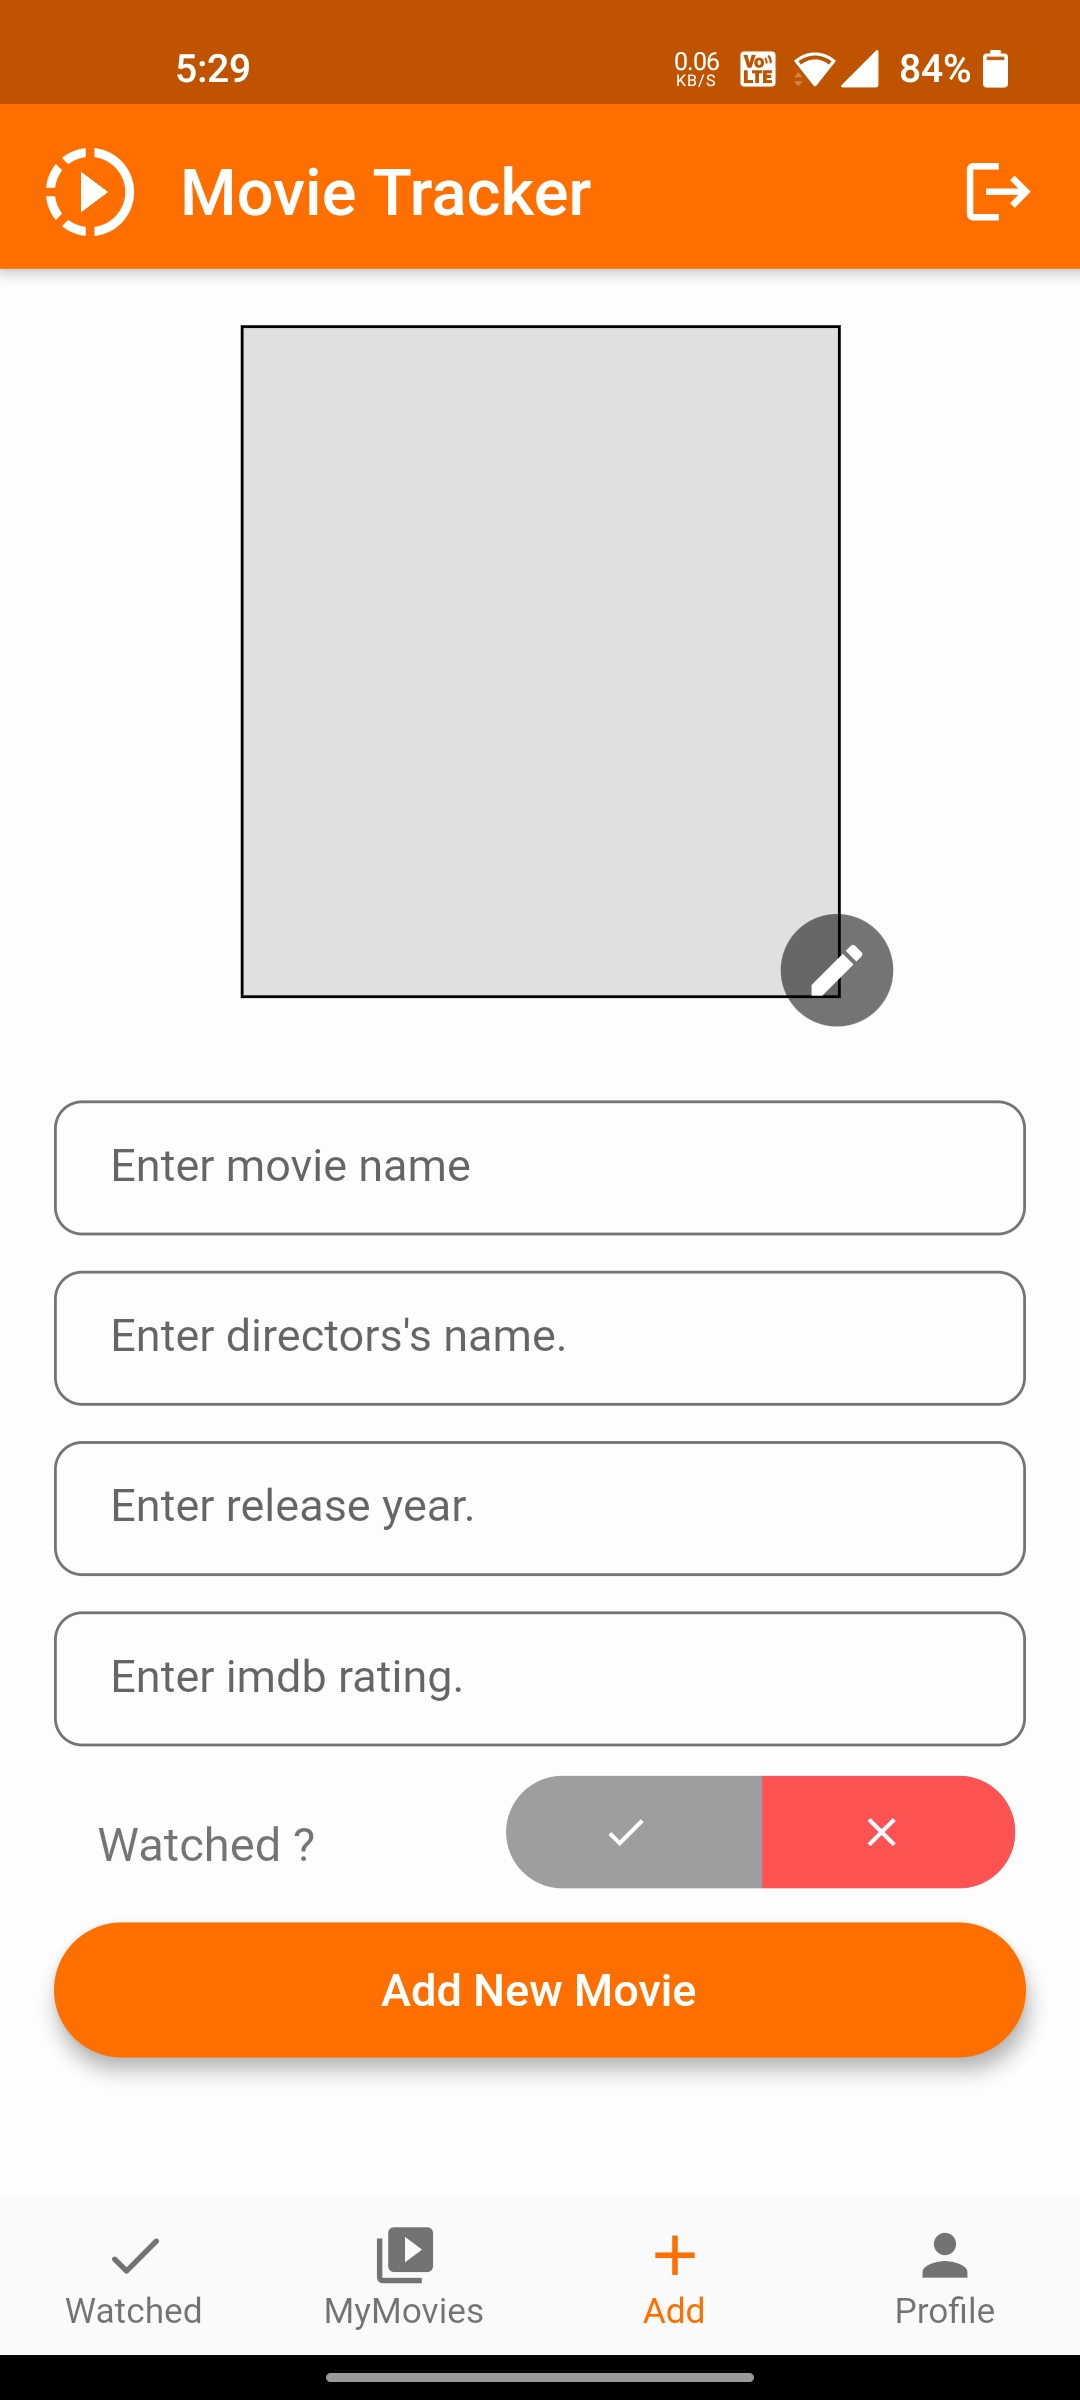 5:29 0.06 KB/S Vo LTE 84%
Movie Tracker
Enter movie name
Enter directors's name.
Enter release year.
Enter imdb rating.
Watched ?
Add New Movie
Watched MyMovies Add Profile